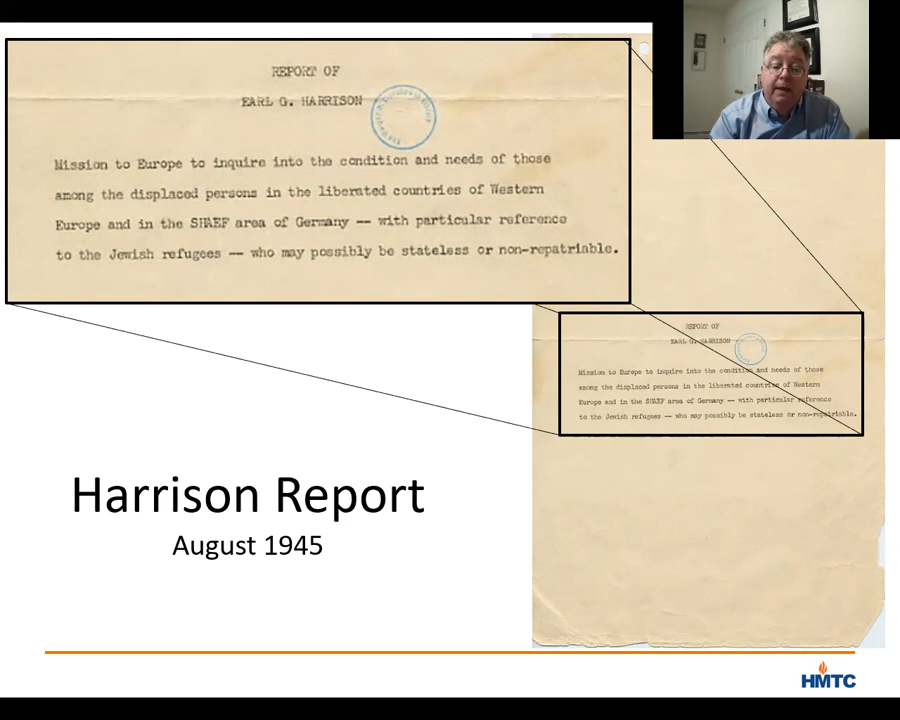 REPORT OF
EARL G. HARRISON
Mission to Europe to inquire into the condition and needs of those
among the displaced persons in the liberated countries of Western
Europe and in the SHAEF area of Germany -- with particular reference
to the Jewish refugees -- who may possibly be stateless or non-repatriable.
REPORT OF
EARL G. HARRISON
Mission to Europe to inquire into the condition and needs of those
among the displaced persons in the liberated countries of Western
Europe and in the SHAEF area of Germany -- with particular reference
to the Jewish refugees -- who may possibly be stateless or non-repatriable.
Harrison Report
August 1945
HMTC